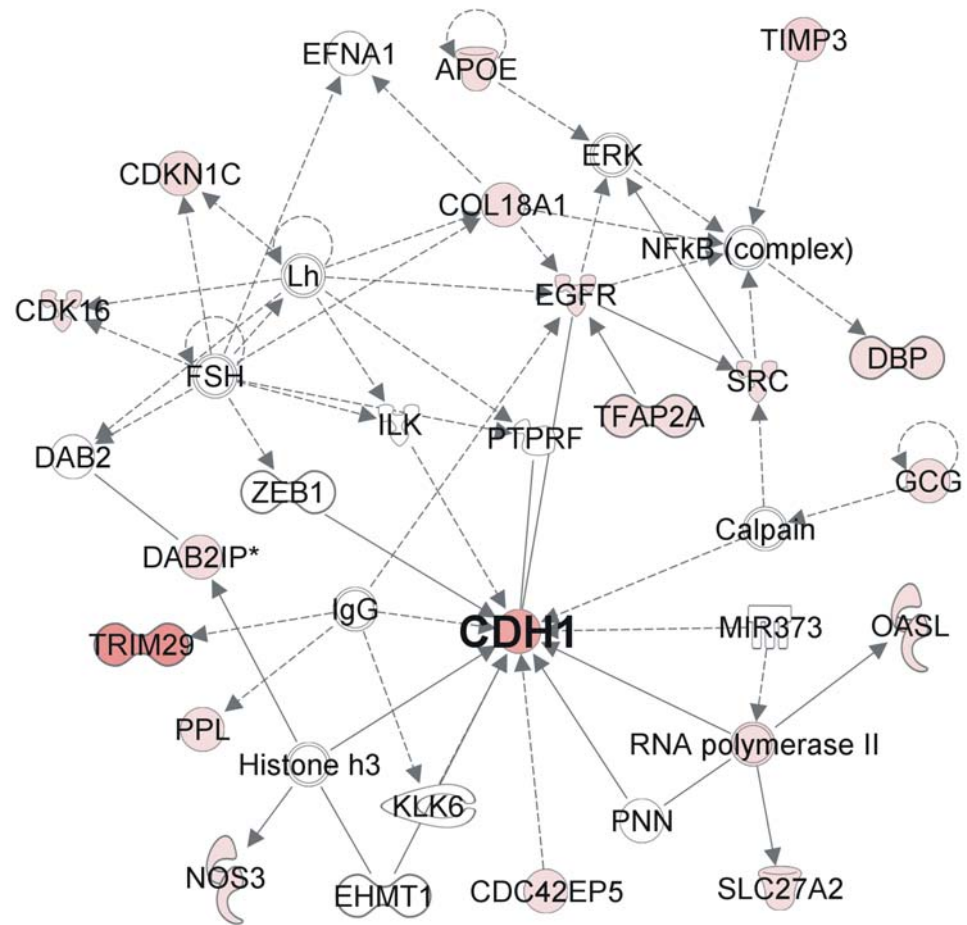 EFNA1
APOE
TIMP3
CDKN1C
ERK
COL18A1
NFkB (complex)
Lh
CDK16
EGFR
FSH
SRC
DBP
ILK
PTPRF
TFAP2A
DAB2
ZEB1
GCG
Calpain
DAB2IP*
IgG
CDH1
MIR373
OASL
TRIM29
PPL
Histone h3
RNA polymerase II
KLK6
PNN
NOS3
EHMT1
CDC42EP5
SLC27A2